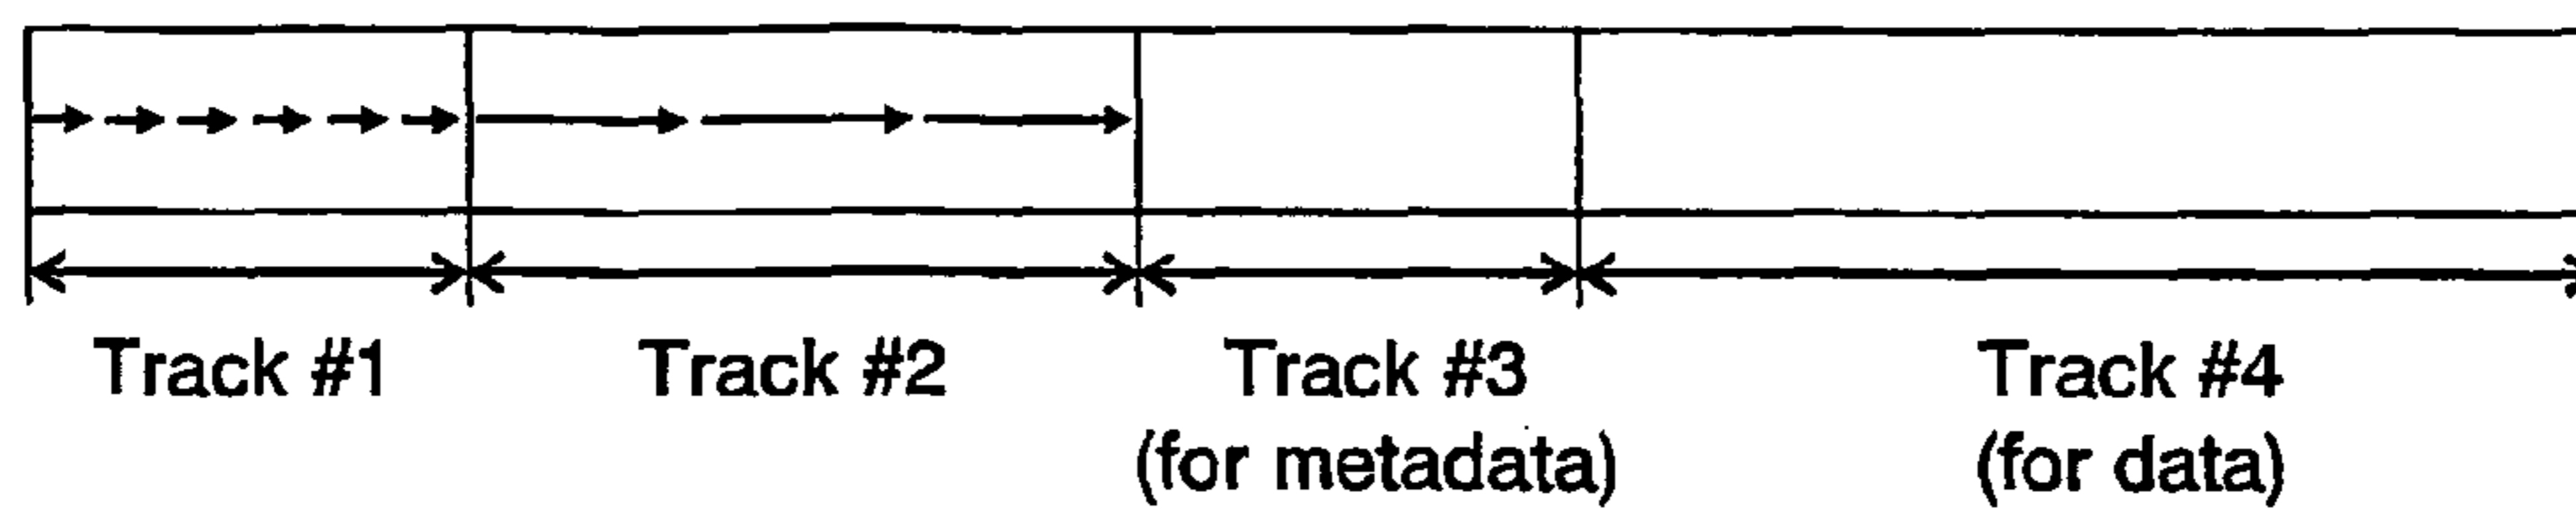 Track #1 Track #2 Track #3 Track #4
(for metadata) (for data)